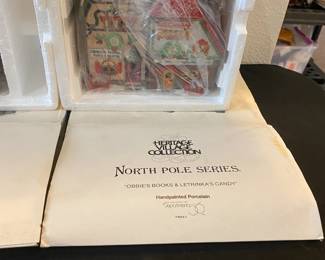 HERITAGE
VILLAGE
COLLECTION
NORTH POLE SERIES
"OBBIE'S BOOKS & LETRINKA'S CANDY"
Handpainted Porcelain